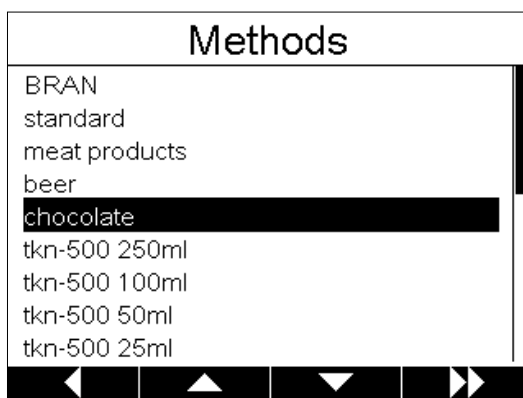 Methods
BRAN
standard
meat products
beer
chocolate
tkn-500 250ml
tkn-500 100ml
tkn-500 50ml
tkn-500 25ml